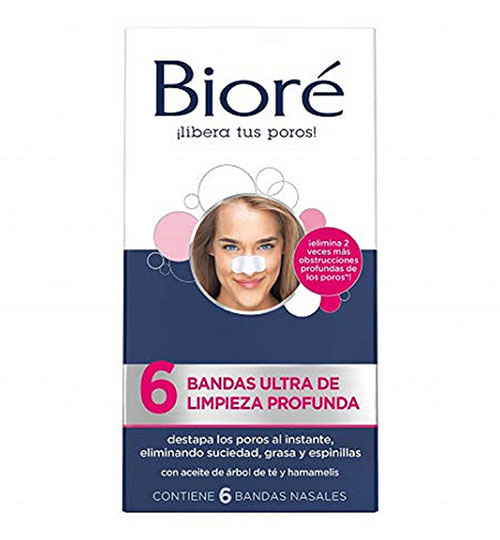 Bioré
¡libera tus poros!
¡elimina 2
veces más
obstrucciones
profundas de
los poros*!
6 BANDAS ULTRA DE
LIMPIEZA PROFUNDA
destapa los poros al instante,
eliminando suciedad, grasa y espinillas
con aceite de árbol de té y hamamelis
CONTIENE 6 BANDAS NASALES